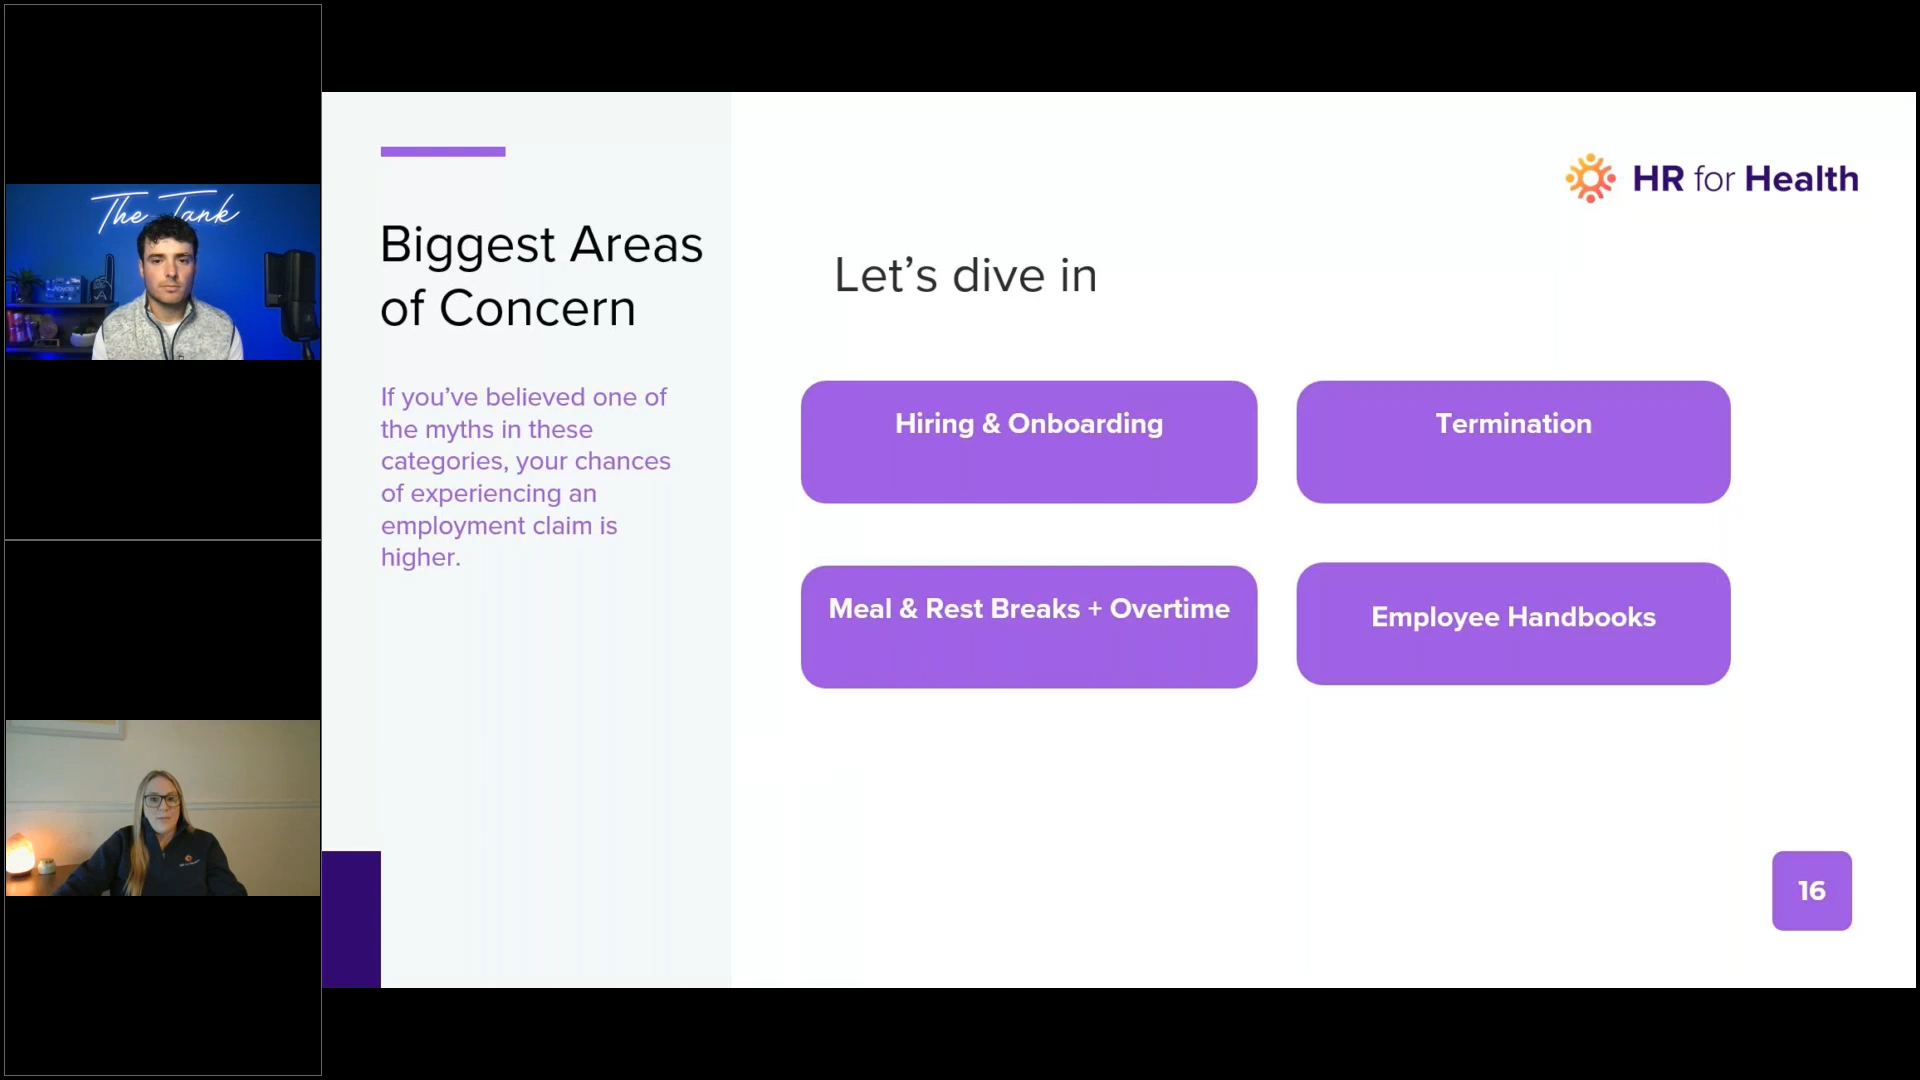 The Tank
Biggest Areas
of Concern
If you’ve believed one of
the myths in these
categories, your chances
of experiencing an
employment claim is
higher.
HR for Health
Let’s dive in
Hiring & Onboarding
Termination
Meal & Rest Breaks + Overtime
Employee Handbooks
16